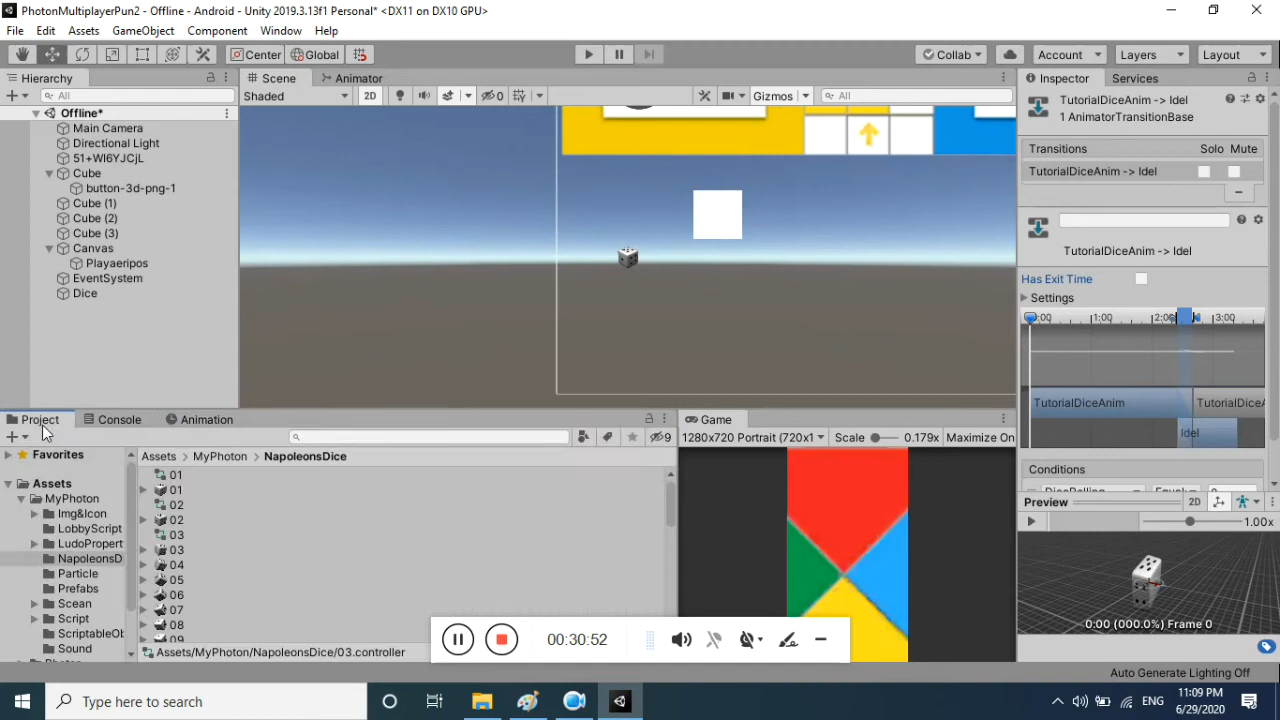 PhotonMultiplayerPun2 - Offline - Android - Unity 2019.3.13f1 Personal* <DX11 on DX10 GPU>
File Edit Assets GameObject Component Window Help
Center Global Collab Account Layers Layout
Hierarchy Scene Animator Inspector Services
All Shaded 2D 0 Gizmos All
TutorialDiceAnim -> Idel
1 AnimatorTransitionBase
Offline*
Main Camera
Directional Light
51+WI6YJCjL
Cube
button-3d-png-1
Cube (1)
Cube (2)
Cube (3)
Canvas
Playaeripos
EventSystem
Dice
Transitions Solo Mute
TutorialDiceAnim -> Idel
TutorialDiceAnim -> Idel
Has Exit Time
Settings
0:00 1:00 2:00 3:00
TutorialDiceAnim TutorialDiceA
Idel
Conditions
Preview 2D
1.00x
0:00 (000.0%) Frame 0
Project Console Animation Game
9 1280x720 Portrait (720x1 Scale 0.179x Maximize On
Favorites
Assets
MyPhoton
Img&Icon
LobbyScript
LudoPropert
NapoleonsD
Particle
Prefabs
Scean
Script
ScriptableOb
Sound
Assets MyPhoton NapoleonsDice
01
01
02
02
03
03
04
05
06
07
08
09
Assets/MyPhoton/NapoleonsDice/03.controller
00:30:52
Auto Generate Lighting Off
Type here to search
ENG
11:09 PM
6/29/2020